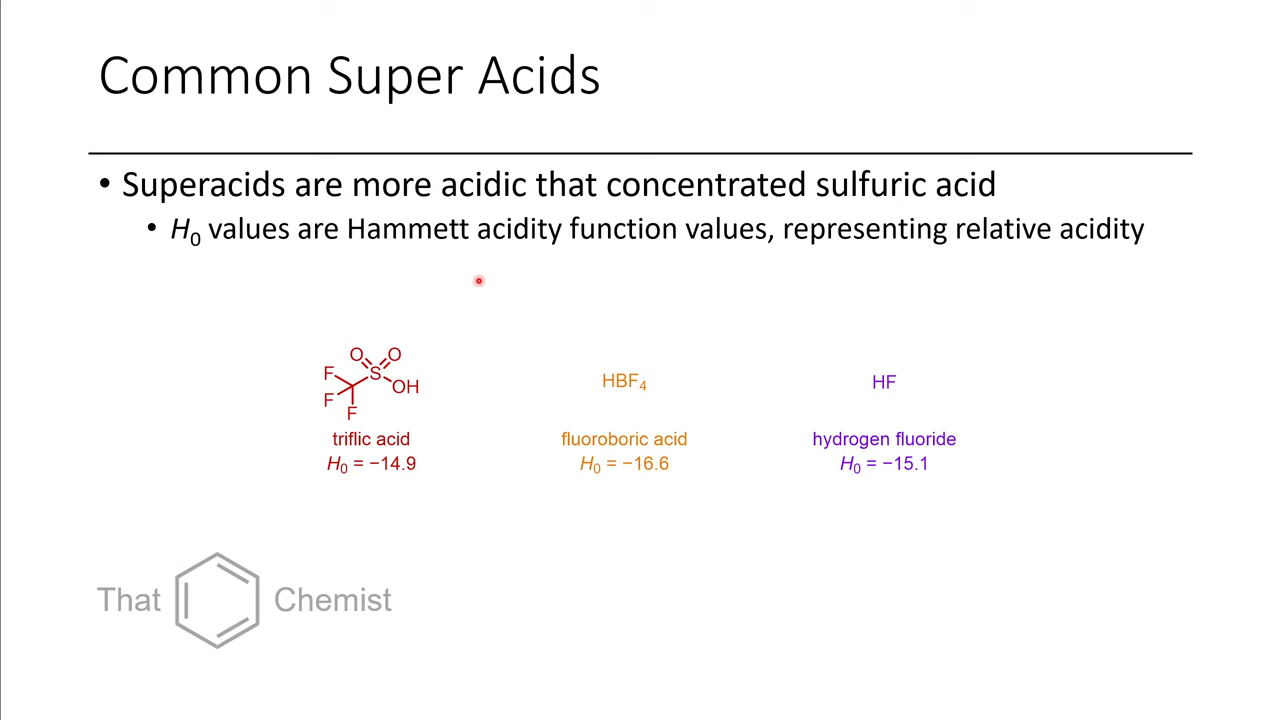 Common Super Acids
• Superacids are more acidic that concentrated sulfuric acid
• H₀ values are Hammett acidity function values, representing relative acidity
O O
F S
OH
F
F
HBF₄
HF
triflic acid
H₀ = −14.9
fluoroboric acid
H₀ = −16.6
hydrogen fluoride
H₀ = −15.1
That Chemist